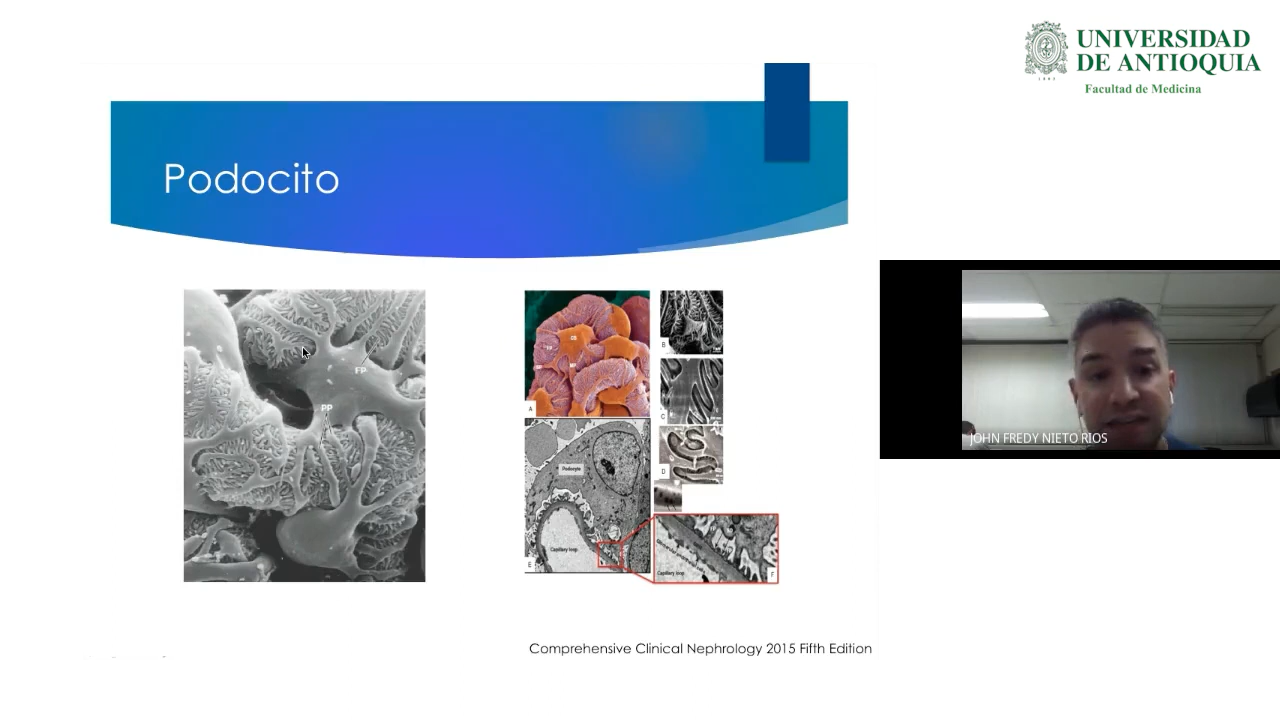 UNIVERSIDAD
DE ANTIOQUIA
1803
Facultad de Medicina
Podocito
FP
PP
A
B
C
D
Podocyte
Capillary loop
E
Capillary loop
F
JOHN FREDY NIETO RIOS
Comprehensive Clinical Nephrology 2015 Fifth Edition